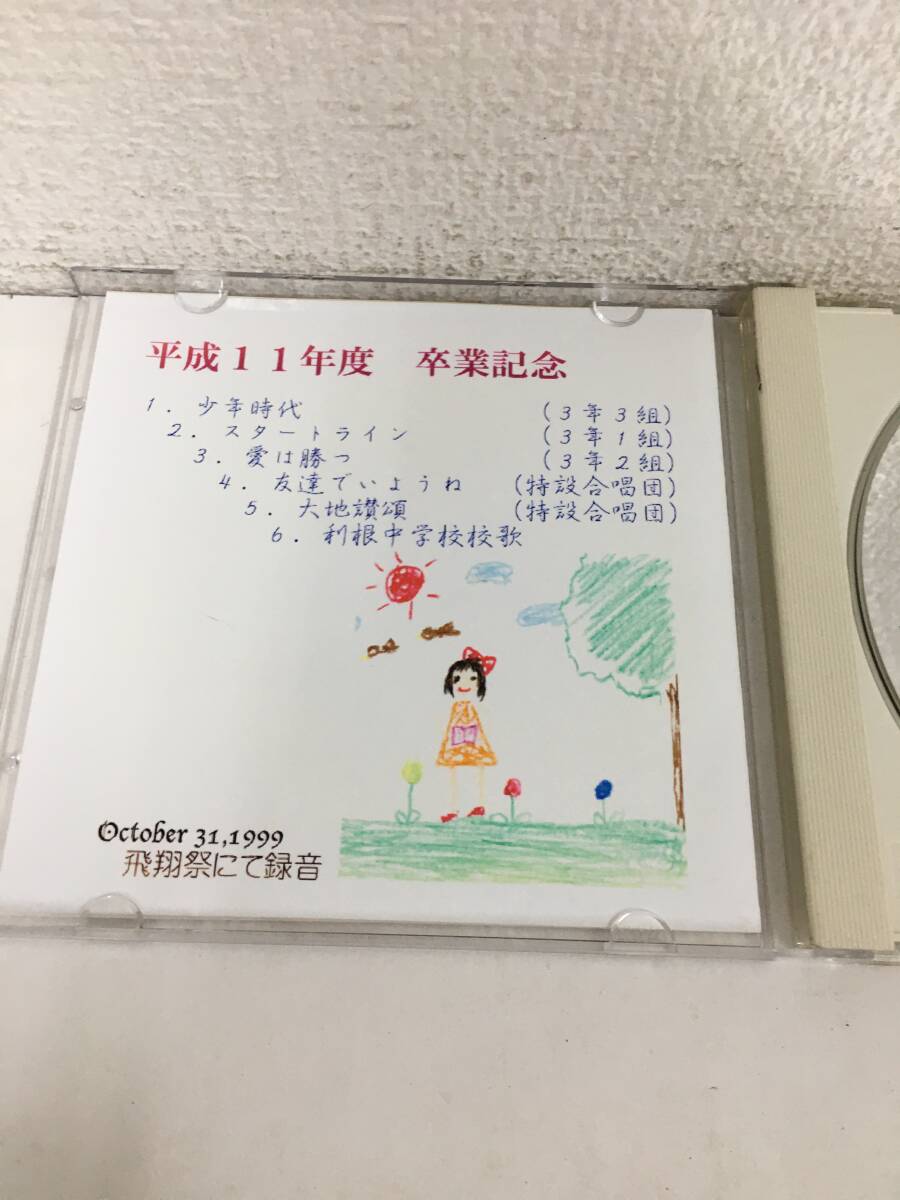 平成１１年度　卒業記念
1. 少年時代 (3年3組)
2. スタートライン (3年1組)
3. 愛は勝つ (3年2組)
4. 友達でいようね (特設合唱団)
5. 大地讃頌 (特設合唱団)
6. 利根中学校校歌
October 31,1999
飛翔祭にて録音